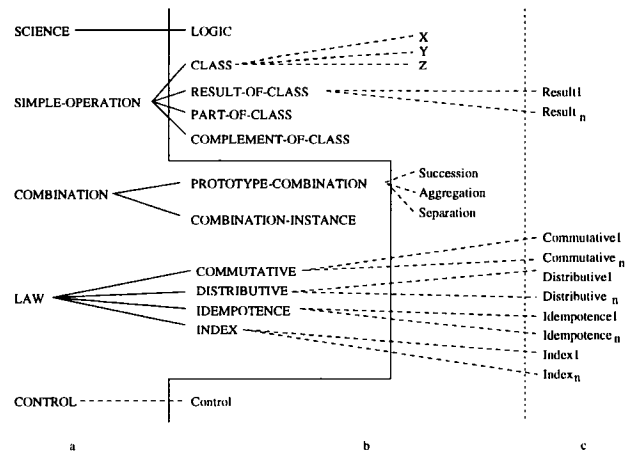 SCIENCE LOGIC
X
CLASS Y
Z
RESULT-OF-CLASS Result1
SIMPLE-OPERATION
PART-OF-CLASS Result n
COMPLEMENT-OF-CLASS
Succession
PROTOTYPE-COMBINATION
COMBINATION Aggregation
Separation
COMBINATION-INSTANCE
Commutative1
Commutative n
COMMUTATIVE
Distributive1
DISTRIBUTIVE
LAW Distributive n
IDEMPOTENCE Idempotence1
INDEX Idempotence n
Index1
Index n
CONTROL Control
a b c